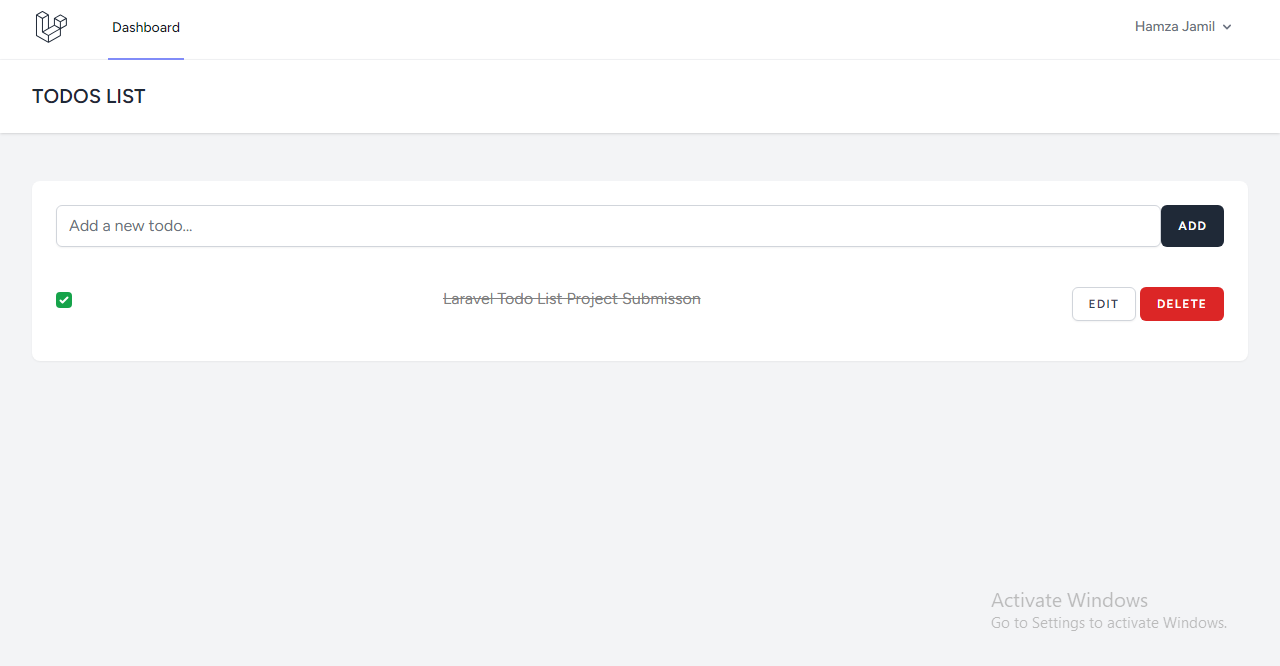 Dashboard
Hamza Jamil
TODOS LIST
Add a new todo...
ADD
Laravel Todo List Project Submisson
EDIT
DELETE
Activate Windows
Go to Settings to activate Windows.